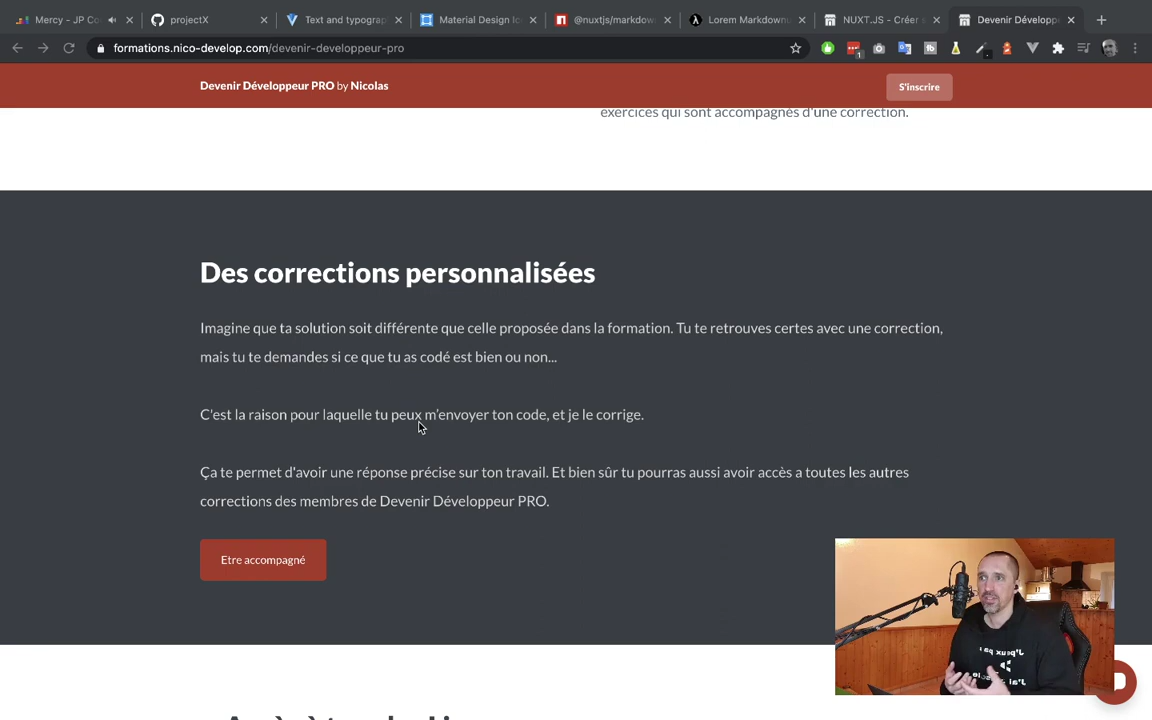 Mercy - JP Co
projectX
Text and typograp
Material Design Ic
@nuxtjs/markdow
Lorem Markdownu
NUXT.JS - Créer
Devenir Développe
formations.nico-develop.com/devenir-developpeur-pro
Devenir Développeur PRO by Nicolas
S'inscrire
exercices qui sont accompagnés d'une correction.
Des corrections personnalisées
Imagine que ta solution soit différente que celle proposée dans la formation. Tu te retrouves certes avec une correction,
mais tu te demandes si ce que tu as codé est bien ou non...
C'est la raison pour laquelle tu peux m'envoyer ton code, et je le corrige.
Ça te permet d'avoir une réponse précise sur ton travail. Et bien sûr tu pourras aussi avoir accès a toutes les autres
corrections des membres de Devenir Développeur PRO.
Etre accompagné